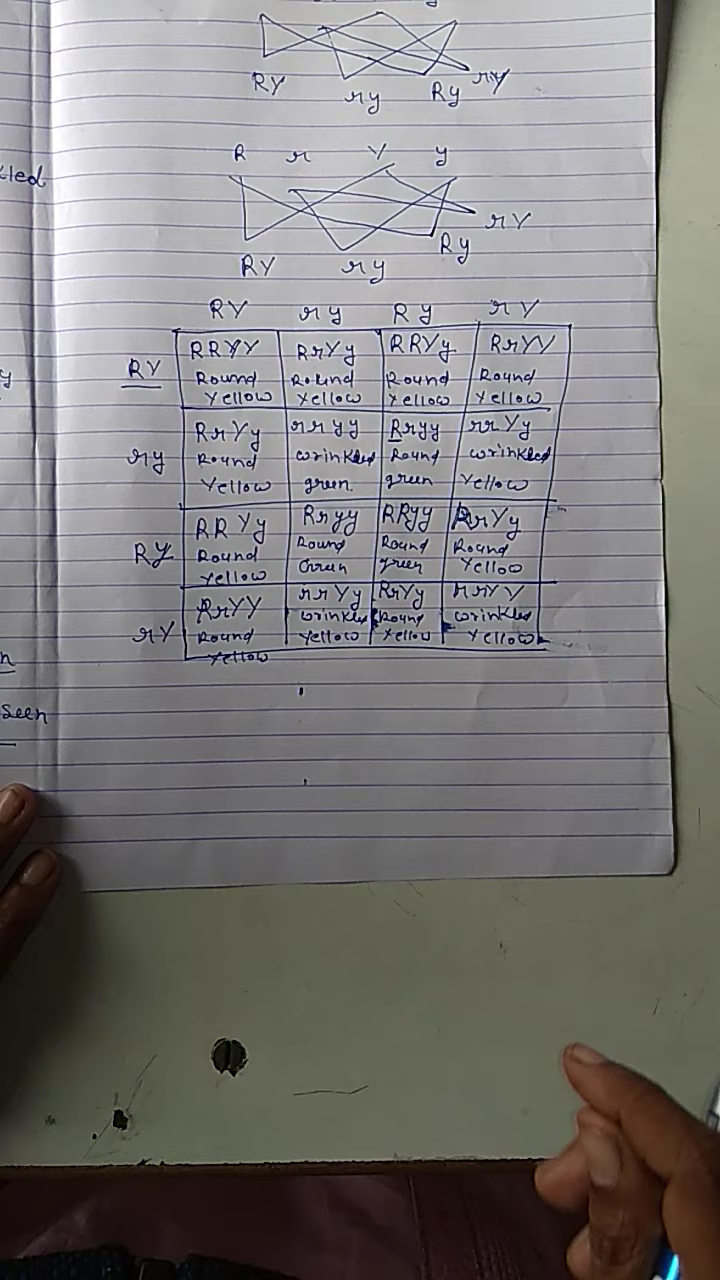 RY ry Ry rY
R r Y y
rY
Ry
RY ry
RY ry Ry rY
RY RRYY RrYy RRYy RrYY
Round Round Round Round
Yellow Yellow Yellow Yellow
ry RrYy rryy Rryy rrYy
Round wrinkled Round wrinkled
Yellow green. green Yellow
Ry RRYy Rryy RRyy RrYy
Round Round Round Round
Yellow Green green Yelloo
rY RrYY rrYy RrYy rrYY
Round wrinkled Round wrinkled
Yellow Yellow Yellow Yellow
seen